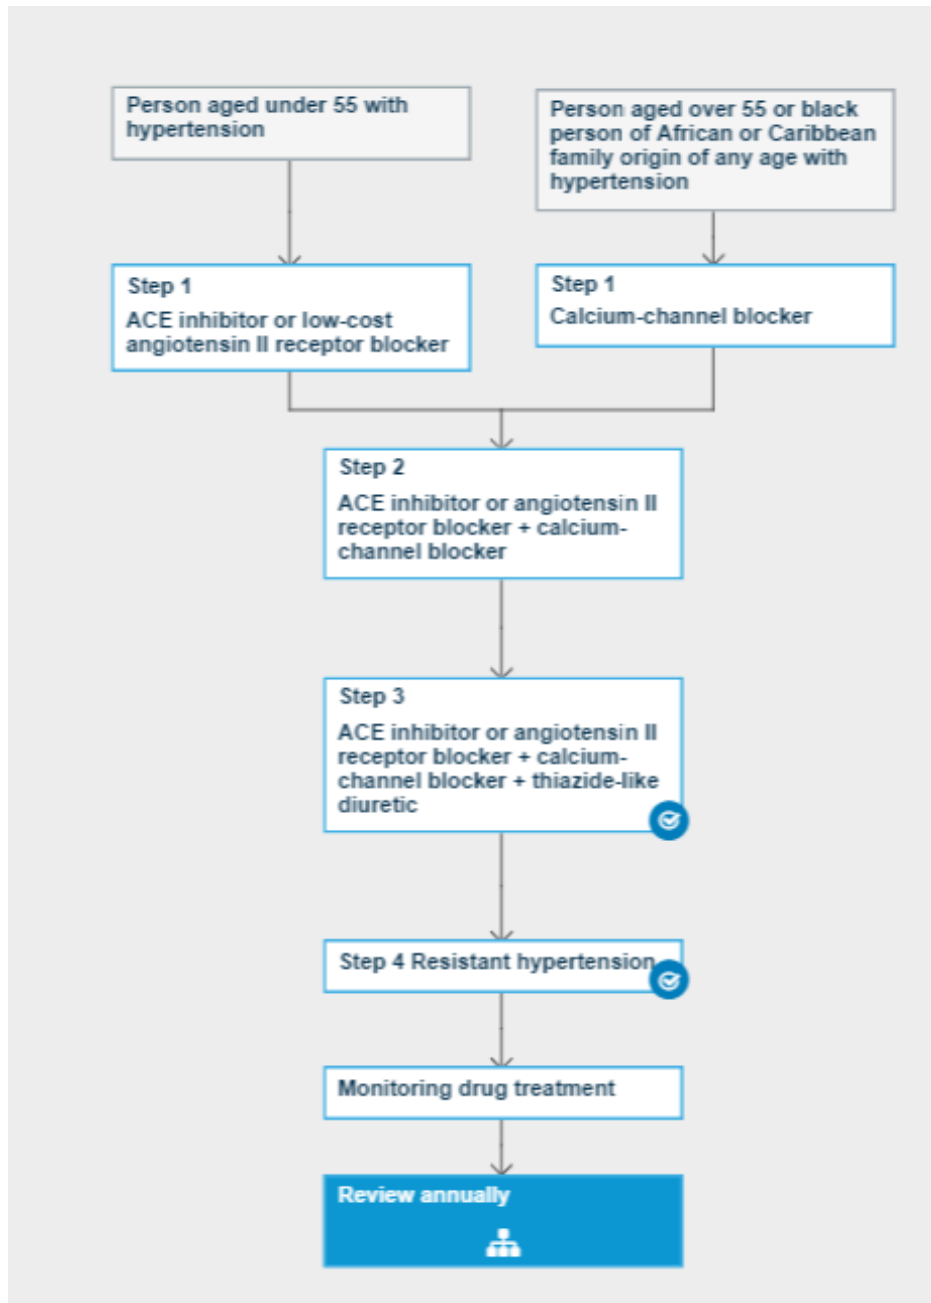 Person aged under 55 with
hypertension
Person aged over 55 or black
person of African or Caribbean
family origin of any age with
hypertension
Step 1
ACE inhibitor or low-cost
angiotensin II receptor blocker
Step 1
Calcium-channel blocker
Step 2
ACE inhibitor or angiotensin II
receptor blocker + calcium-
channel blocker
Step 3
ACE inhibitor or angiotensin II
receptor blocker + calcium-
channel blocker + thiazide-like
diuretic
Step 4 Resistant hypertension
Monitoring drug treatment
Review annually